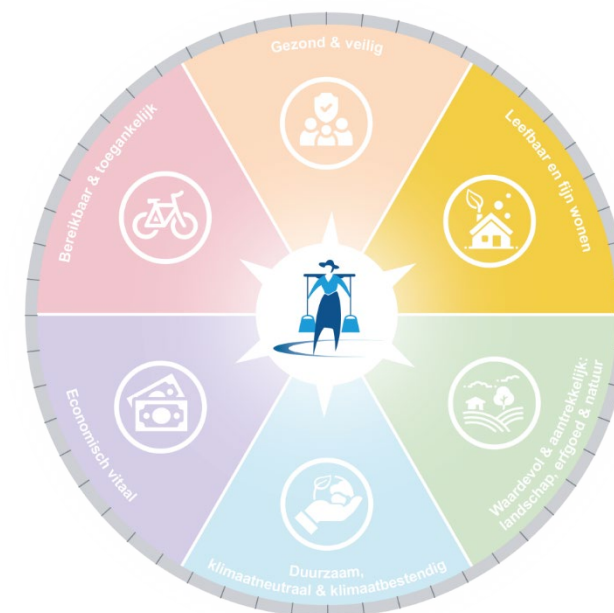 Gezond & veilig
Leefbaar en fijn wonen
Waardevol & aantrekkelijk:
landschap, erfgoed & natuur
Duurzaam,
klimaatneutraal & klimaatbestendig
Economisch vitaal
Bereikbaar & toegankelijk